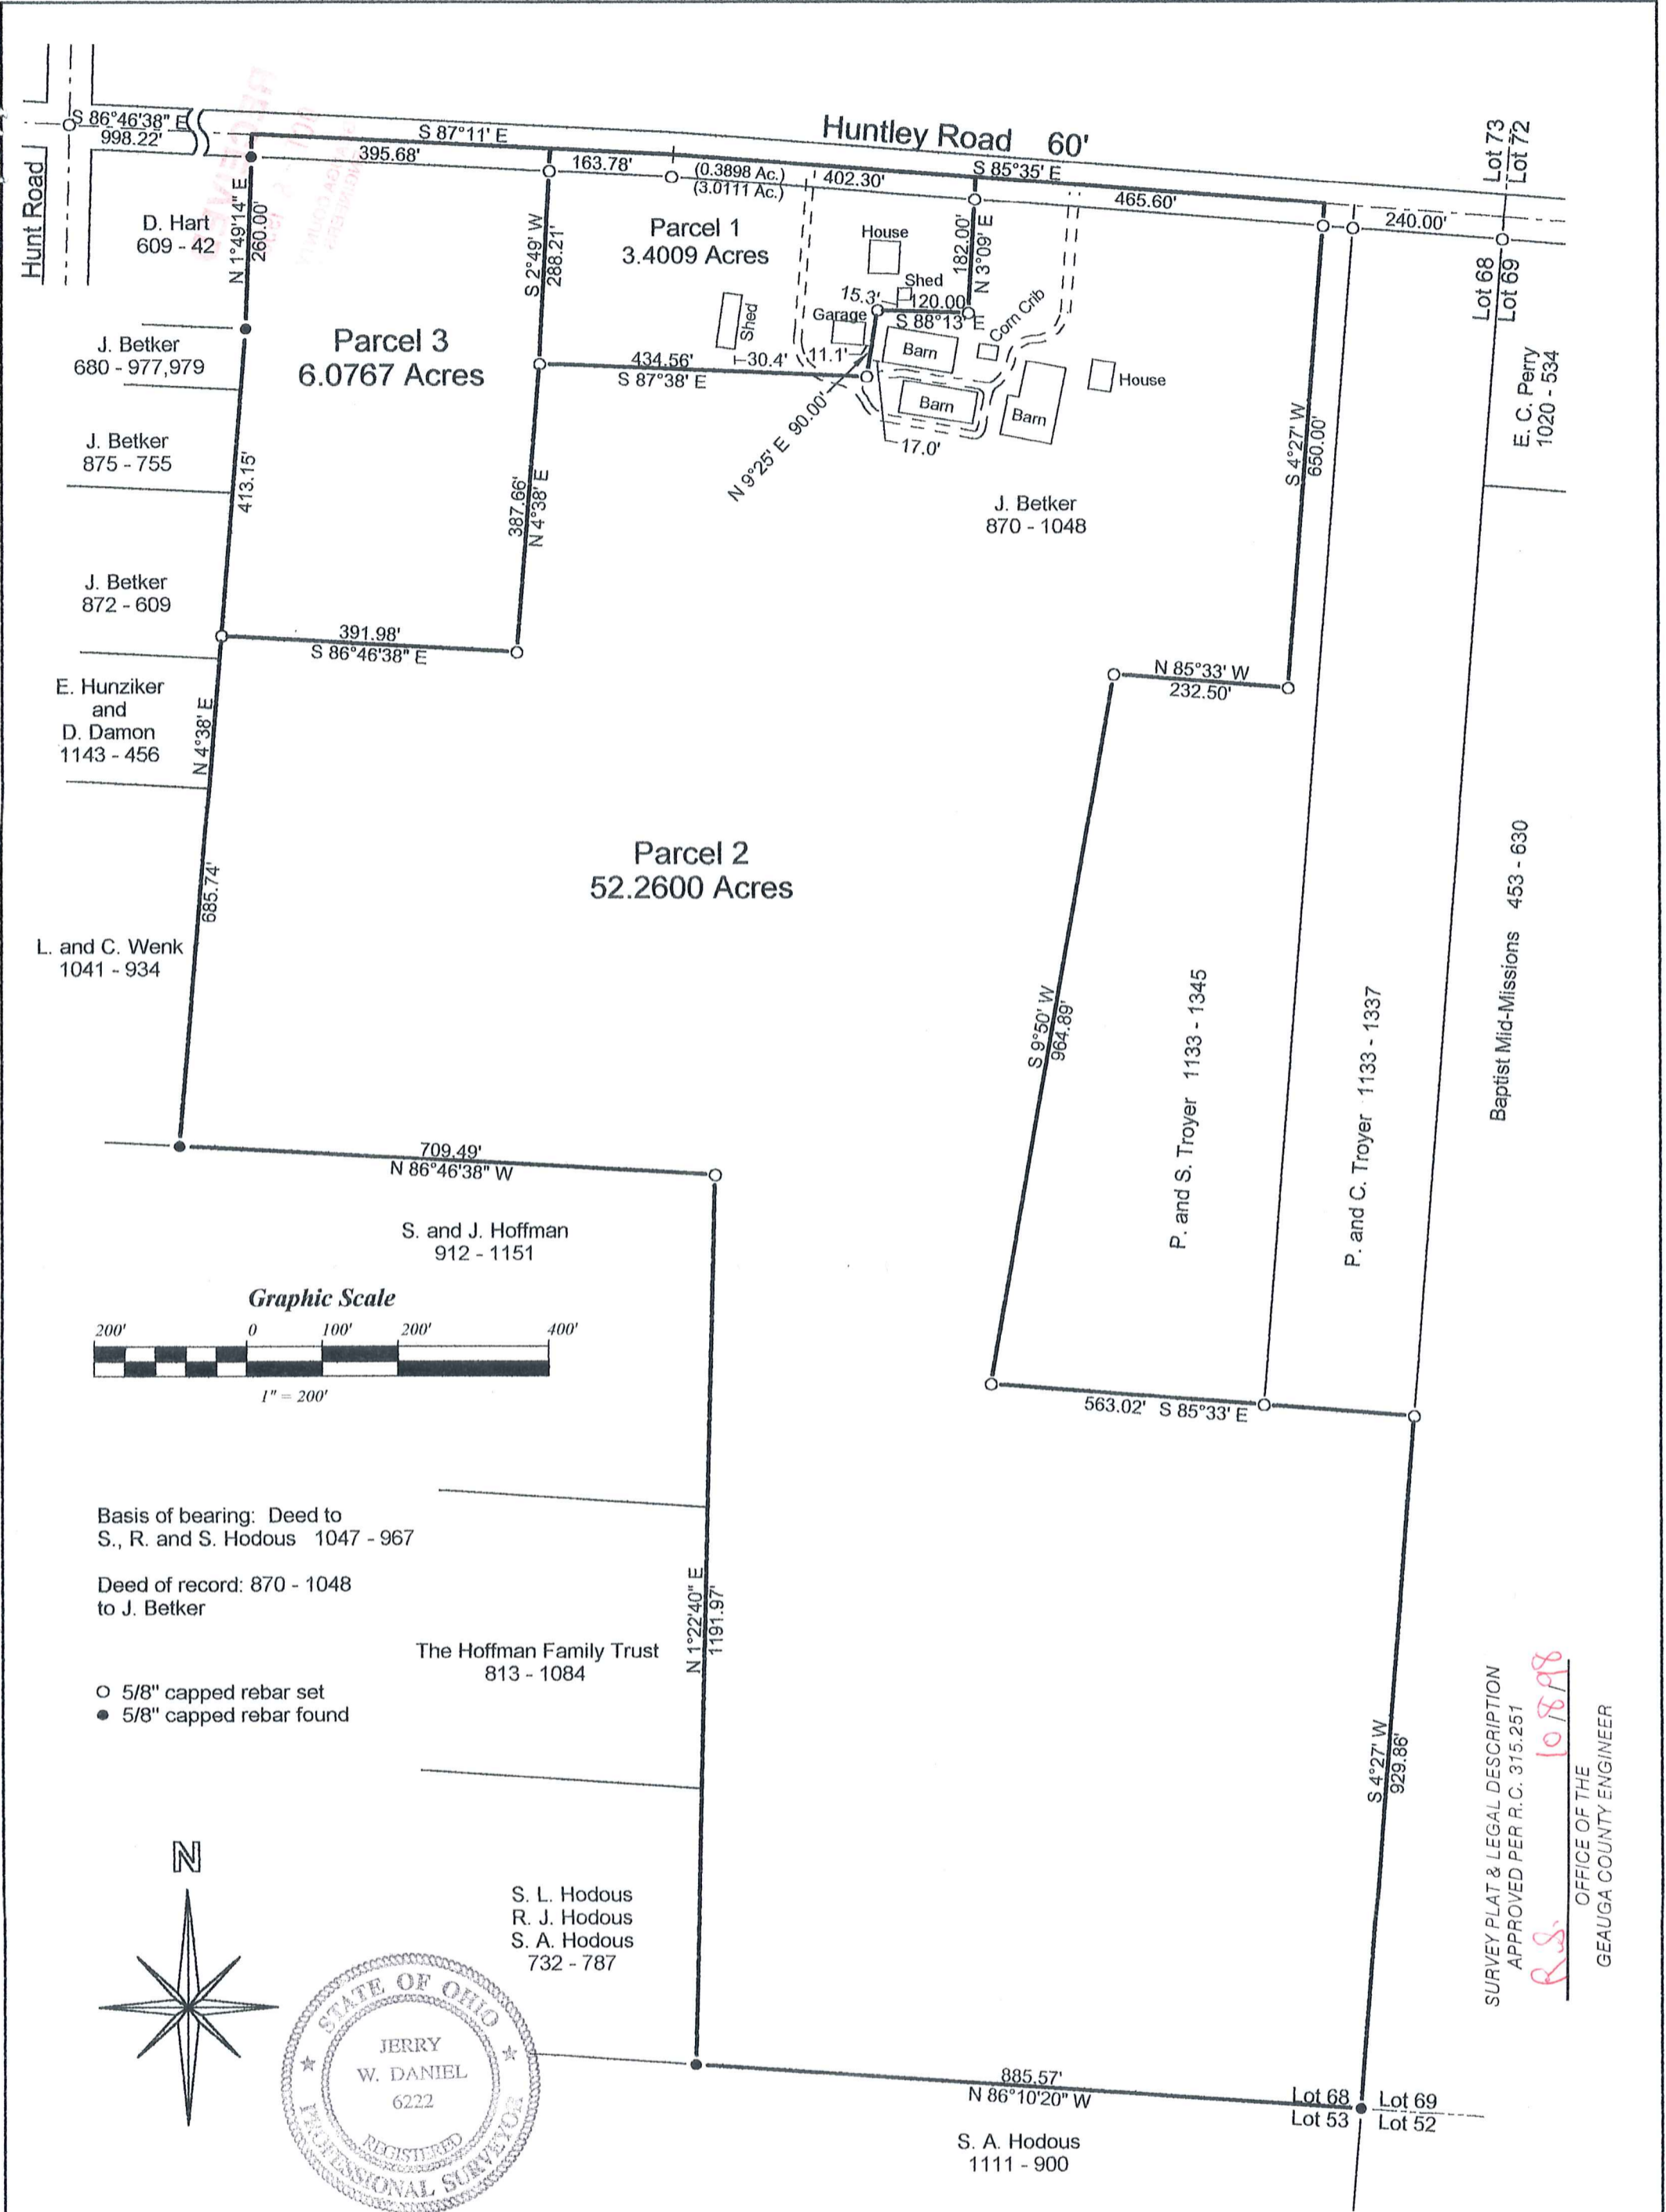 S 86°46'38" E
998.22'
Hunt Road
S 87°11' E
395.68'
163.78'
Huntley Road 60'
(0.3898 Ac.)
(3.0111 Ac.)
402.30'
S 85°35' E
465.60'
240.00'
Lot 73
Lot 72
Lot 68
Lot 69
D. Hart
609 - 42
N 1°49'14" E
260.00'
S 2°49' W
288.21'
Parcel 1
3.4009 Acres
House
182.00'
N 3°09' E
Shed
15.3'
120.00'
S 88°13' E
Garage
Shed
Corn Crib
Barn
Barn
Barn
House
434.56'
S 87°38' E
30.4'
11.1'
17.0'
N 9°25' E 90.00'
Parcel 3
6.0767 Acres
J. Betker
680 - 977,979
J. Betker
875 - 755
413.15'
387.66'
N 4°38' E
J. Betker
870 - 1048
S 4°27' W
650.00'
E. C. Perry
1020 - 534
J. Betker
872 - 609
391.98'
S 86°46'38" E
N 85°33' W
232.50'
E. Hunziker
and
D. Damon
1143 - 456
N 4°38' E
685.74'
Parcel 2
52.2600 Acres
L. and C. Wenk
1041 - 934
S 9°50' W
964.89'
P. and S. Troyer 1133 - 1345
P. and C. Troyer 1133 - 1337
Baptist Mid-Missions 453 - 630
709.49'
N 86°46'38" W
S. and J. Hoffman
912 - 1151
Graphic Scale
200' 0 100' 200' 400'
1" = 200'
563.02' S 85°33' E
Basis of bearing: Deed to
S., R. and S. Hodous 1047 - 967
Deed of record: 870 - 1048
to J. Betker
The Hoffman Family Trust
813 - 1084
N 1°22'40" E
1191.97'
O 5/8" capped rebar set
● 5/8" capped rebar found
S 4°27' W
929.86'
SURVEY PLAT & LEGAL DESCRIPTION
APPROVED PER R.C. 315.251
R.S. 10/8/98
OFFICE OF THE
GEAUGA COUNTY ENGINEER
N
S. L. Hodous
R. J. Hodous
S. A. Hodous
732 - 787
STATE OF OHIO
JERRY
W. DANIEL
6222
REGISTERED
PROFESSIONAL SURVEYOR
885.57'
N 86°10'20" W
Lot 68
Lot 69
Lot 53
Lot 52
S. A. Hodous
1111 - 900